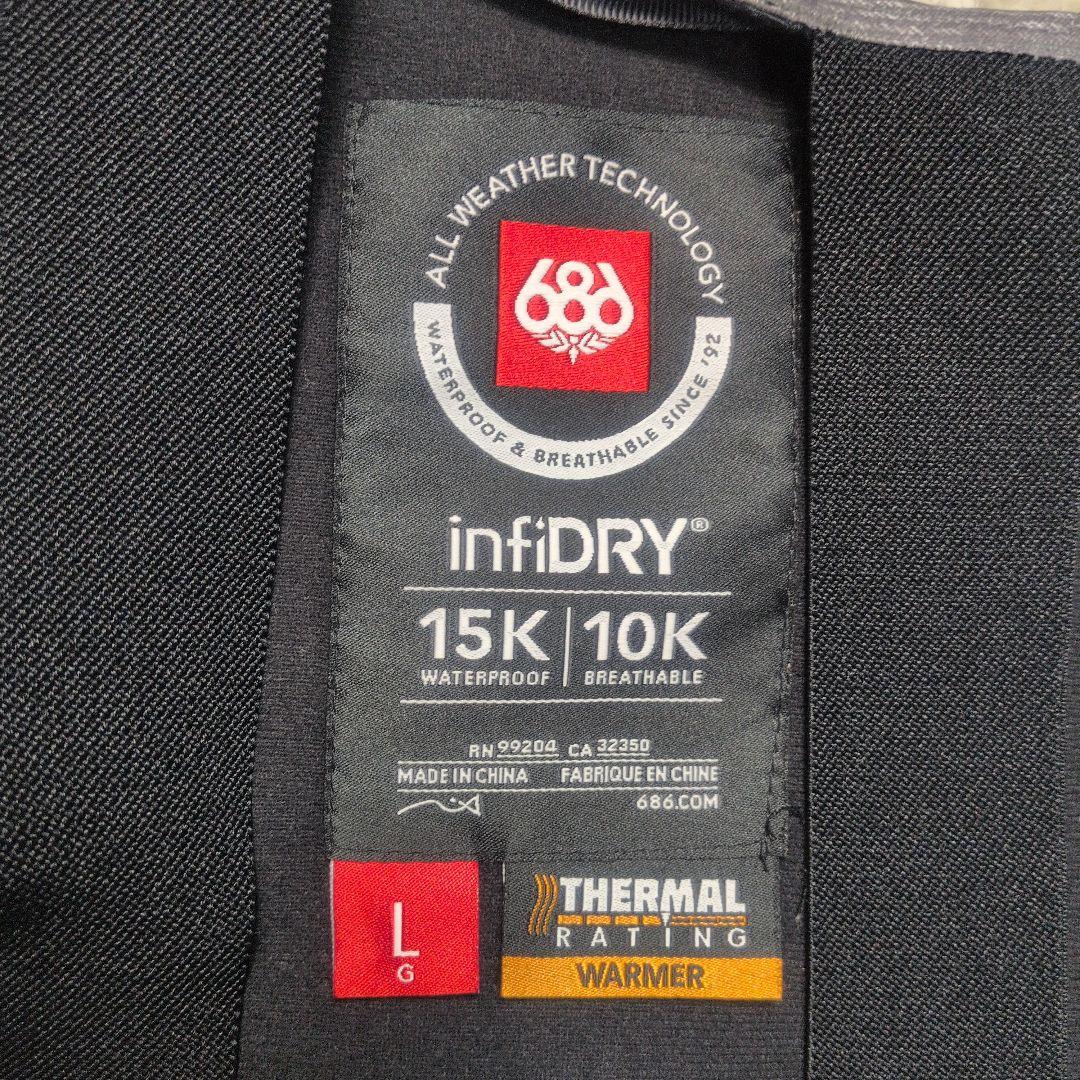 ALL WEATHER TECHNOLOGY
686
WATERPROOF & BREATHABLE SINCE '92
infiDRY®
15K 10K
WATERPROOF BREATHABLE
RN 99204 CA 32350
MADE IN CHINA FABRIQUE EN CHINE
686.COM
L
G
THERMAL
RATING
WARMER